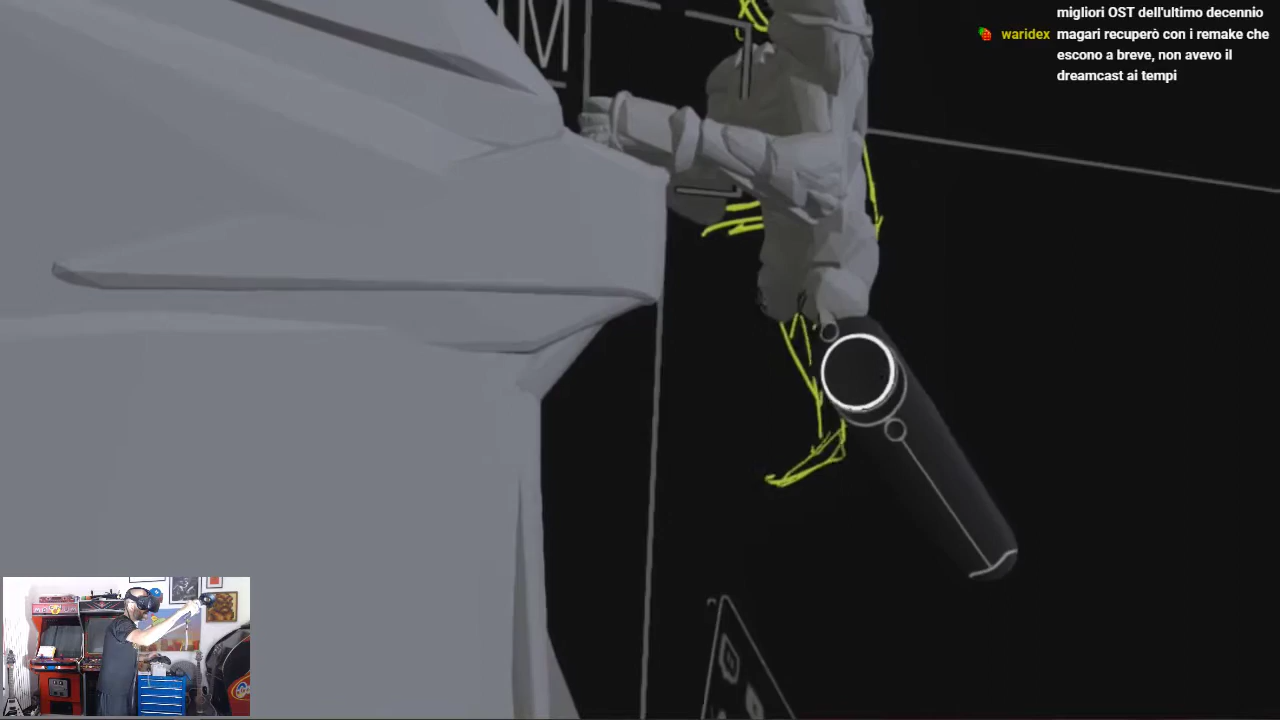 migliori OST dell'ultimo decennio
waridex magari recuperò con i remake che
escono a breve, non avevo il
dreamcast ai tempi